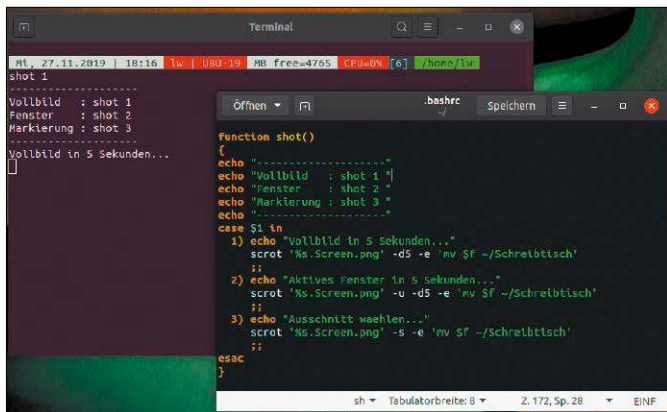 Terminal
Mi, 27.11.2019 | 18:16 lw | UBU-19 MB free=4765 CPU=0% [6] /home/lw
shot 1
--------------------
Vollbild   : shot 1
Fenster    : shot 2
Markierung : shot 3
--------------------
Vollbild in 5 Sekunden...
Öffnen .bashrc Speichern
~/
function shot()
{
echo "--------------------"
echo "Vollbild   : shot 1 "
echo "Fenster    : shot 2 "
echo "Markierung : shot 3 "
echo "--------------------"
case $1 in
  1) echo "Vollbild in 5 Sekunden..."
     scrot '%s.Screen.png' -d5 -e 'mv $f ~/Schreibtisch'
     ;;
  2) echo "Aktives Fenster in 5 Sekunden..."
     scrot '%s.Screen.png' -u -d5 -e 'mv $f ~/Schreibtisch'
     ;;
  3) echo "Ausschnitt waehlen..."
     scrot '%s.Screen.png' -s -e 'mv $f ~/Schreibtisch'
     ;;
esac
}
sh Tabulatorbreite: 8 Z. 172, Sp. 28 EINF